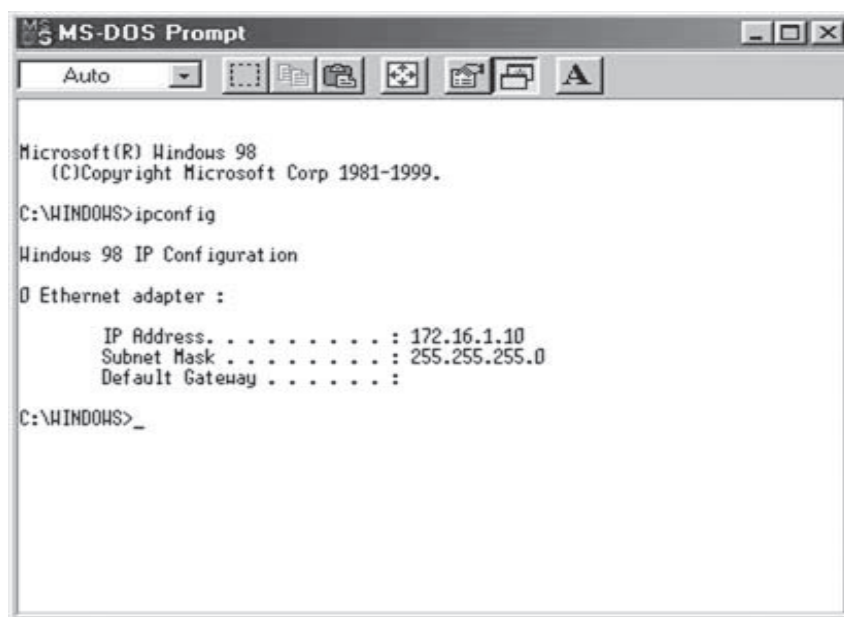 MS-DOS Prompt
Auto
A
Microsoft(R) Windows 98
(C)Copyright Microsoft Corp 1981-1999.
C:\WINDOWS>ipconfig
Windows 98 IP Configuration
0 Ethernet adapter :
IP Address. . . . . . . . . : 172.16.1.10
Subnet Mask . . . . . . . . : 255.255.255.0
Default Gateway . . . . . . :
C:\WINDOWS>_